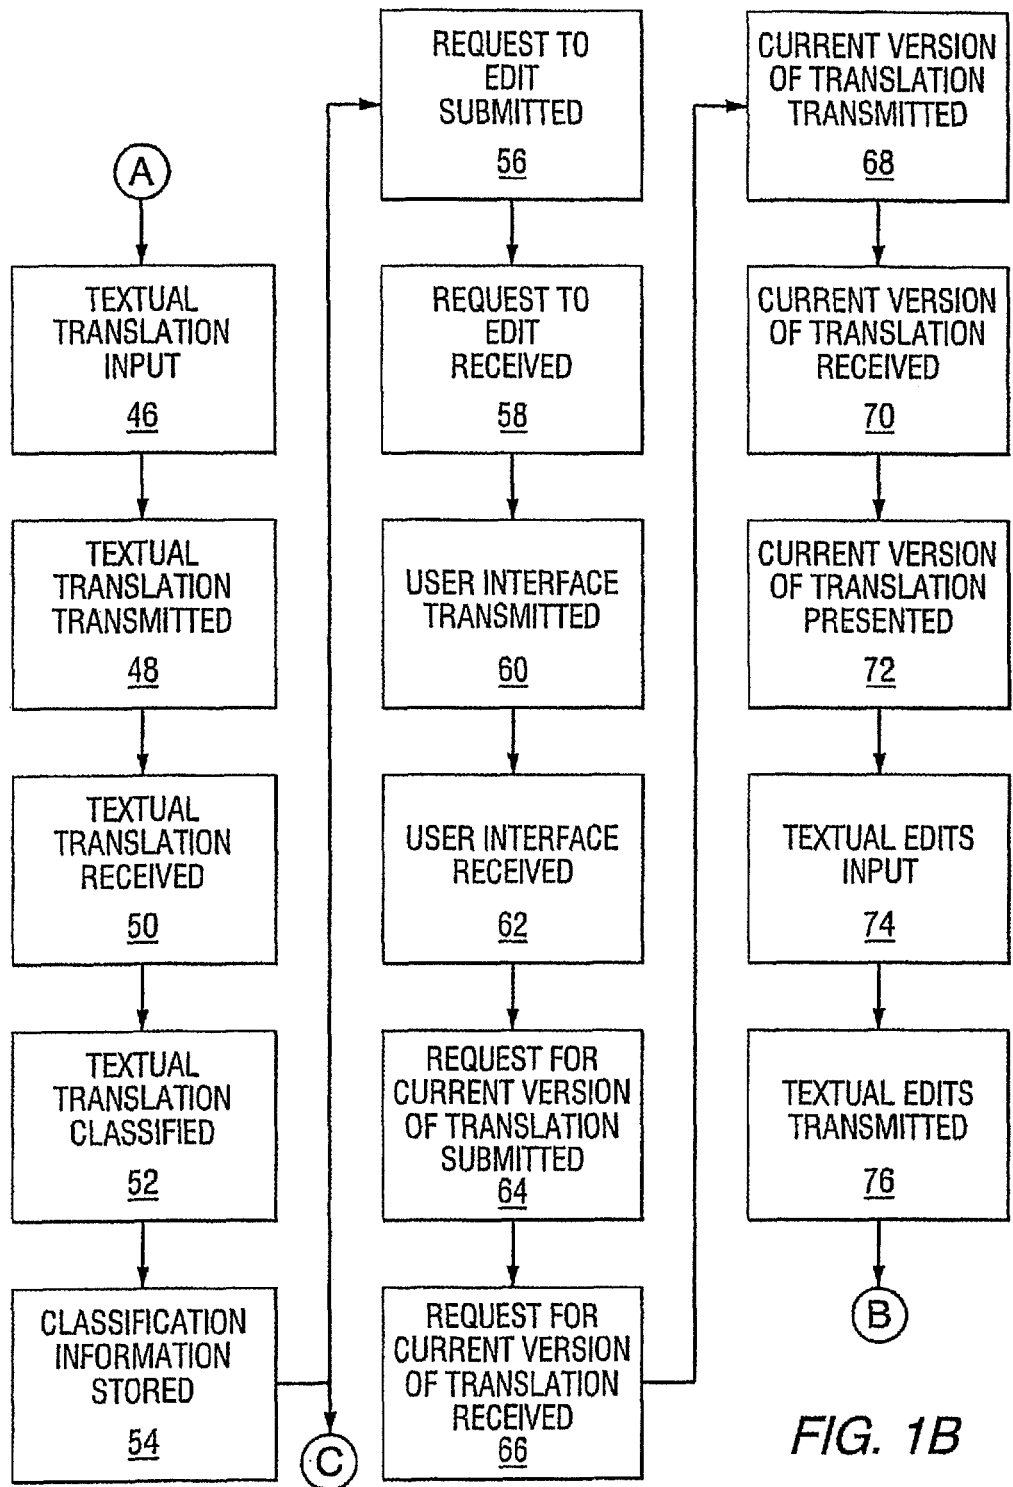 A
TEXTUAL
TRANSLATION
INPUT
46
TEXTUAL
TRANSLATION
TRANSMITTED
48
TEXTUAL
TRANSLATION
RECEIVED
50
TEXTUAL
TRANSLATION
CLASSIFIED
52
CLASSIFICATION
INFORMATION
STORED
54
C
REQUEST TO
EDIT
SUBMITTED
56
REQUEST TO
EDIT
RECEIVED
58
USER INTERFACE
TRANSMITTED
60
USER INTERFACE
RECEIVED
62
REQUEST FOR
CURRENT VERSION
OF TRANSLATION
SUBMITTED
64
REQUEST FOR
CURRENT VERSION
OF TRANSLATION
RECEIVED
66
CURRENT VERSION
OF TRANSLATION
TRANSMITTED
68
CURRENT VERSION
OF TRANSLATION
RECEIVED
70
CURRENT VERSION
OF TRANSLATION
PRESENTED
72
TEXTUAL EDITS
INPUT
74
TEXTUAL EDITS
TRANSMITTED
76
B
FIG. 1B